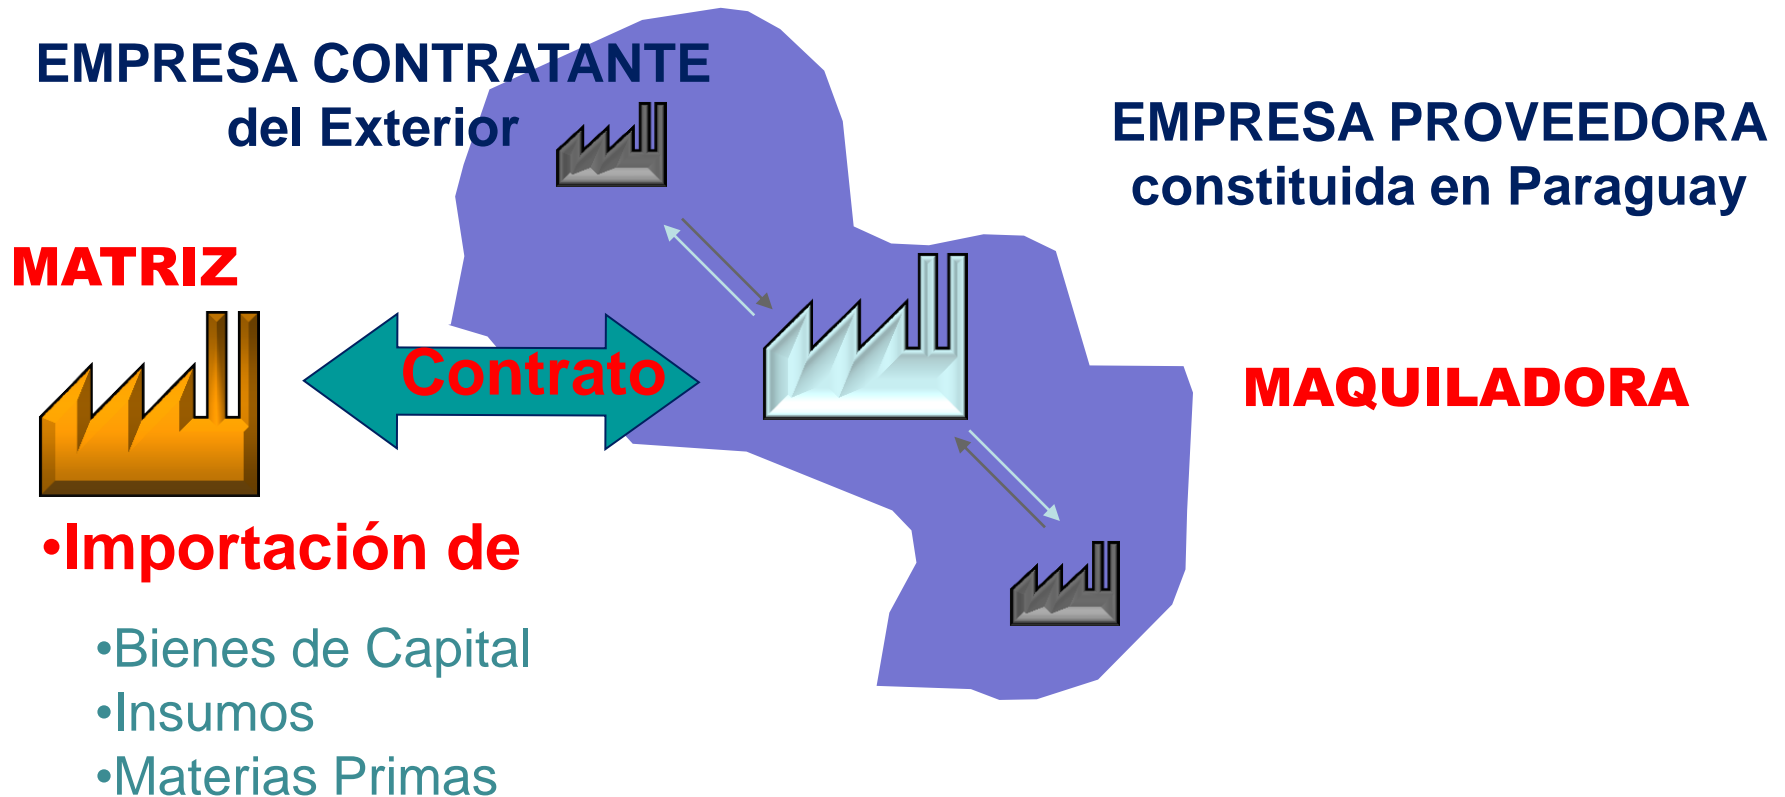 EMPRESA CONTRATANTE
del Exterior
EMPRESA PROVEEDORA
constituida en Paraguay
MATRIZ
Contrato
MAQUILADORA
•Importación de
•Bienes de Capital
•Insumos
•Materias Primas